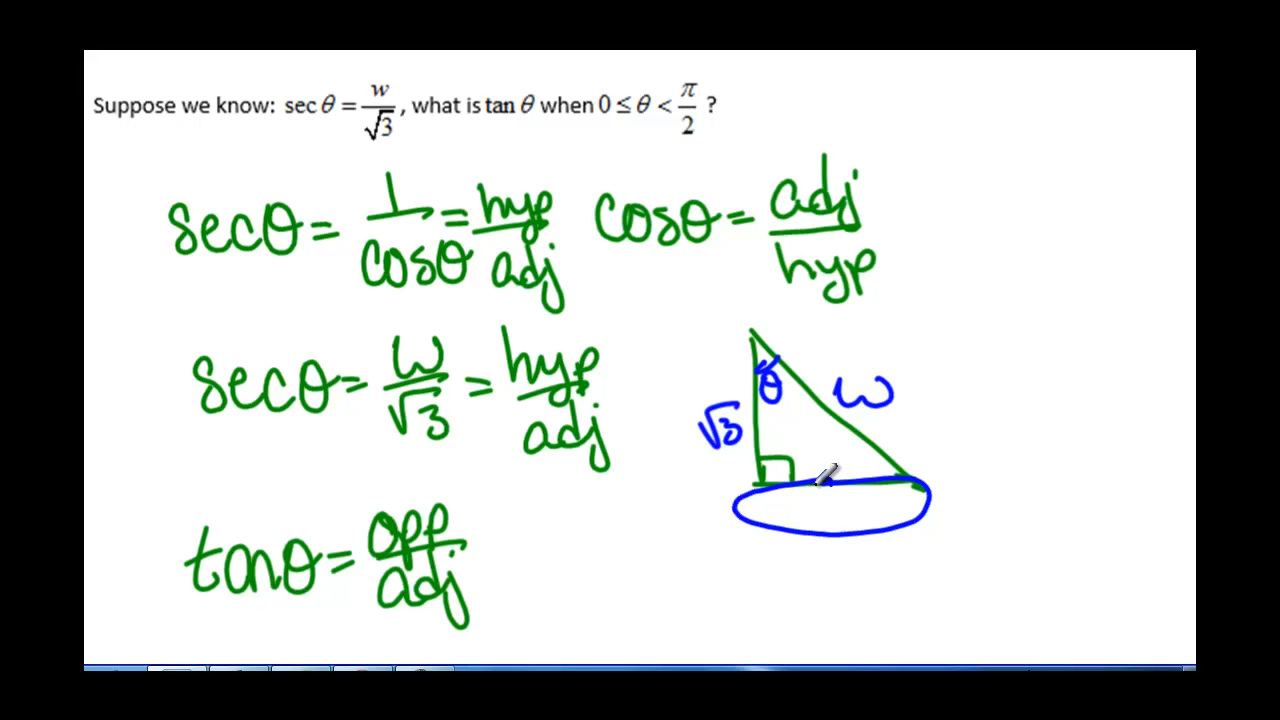 Suppose we know: sec θ = w/√3, what is tan θ when 0 ≤ θ < π/2 ?
secθ = 1/cosθ = hyp/adj cosθ = adj/hyp
secθ = w/√3 = hyp/adj
θ w
√3
tanθ = opp/adj